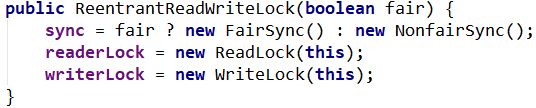 public ReentrantReadWriteLock(boolean fair) {
    sync = fair ? new FairSync() : new NonfairSync();
    readerLock = new ReadLock(this);
    writerLock = new WriteLock(this);
}